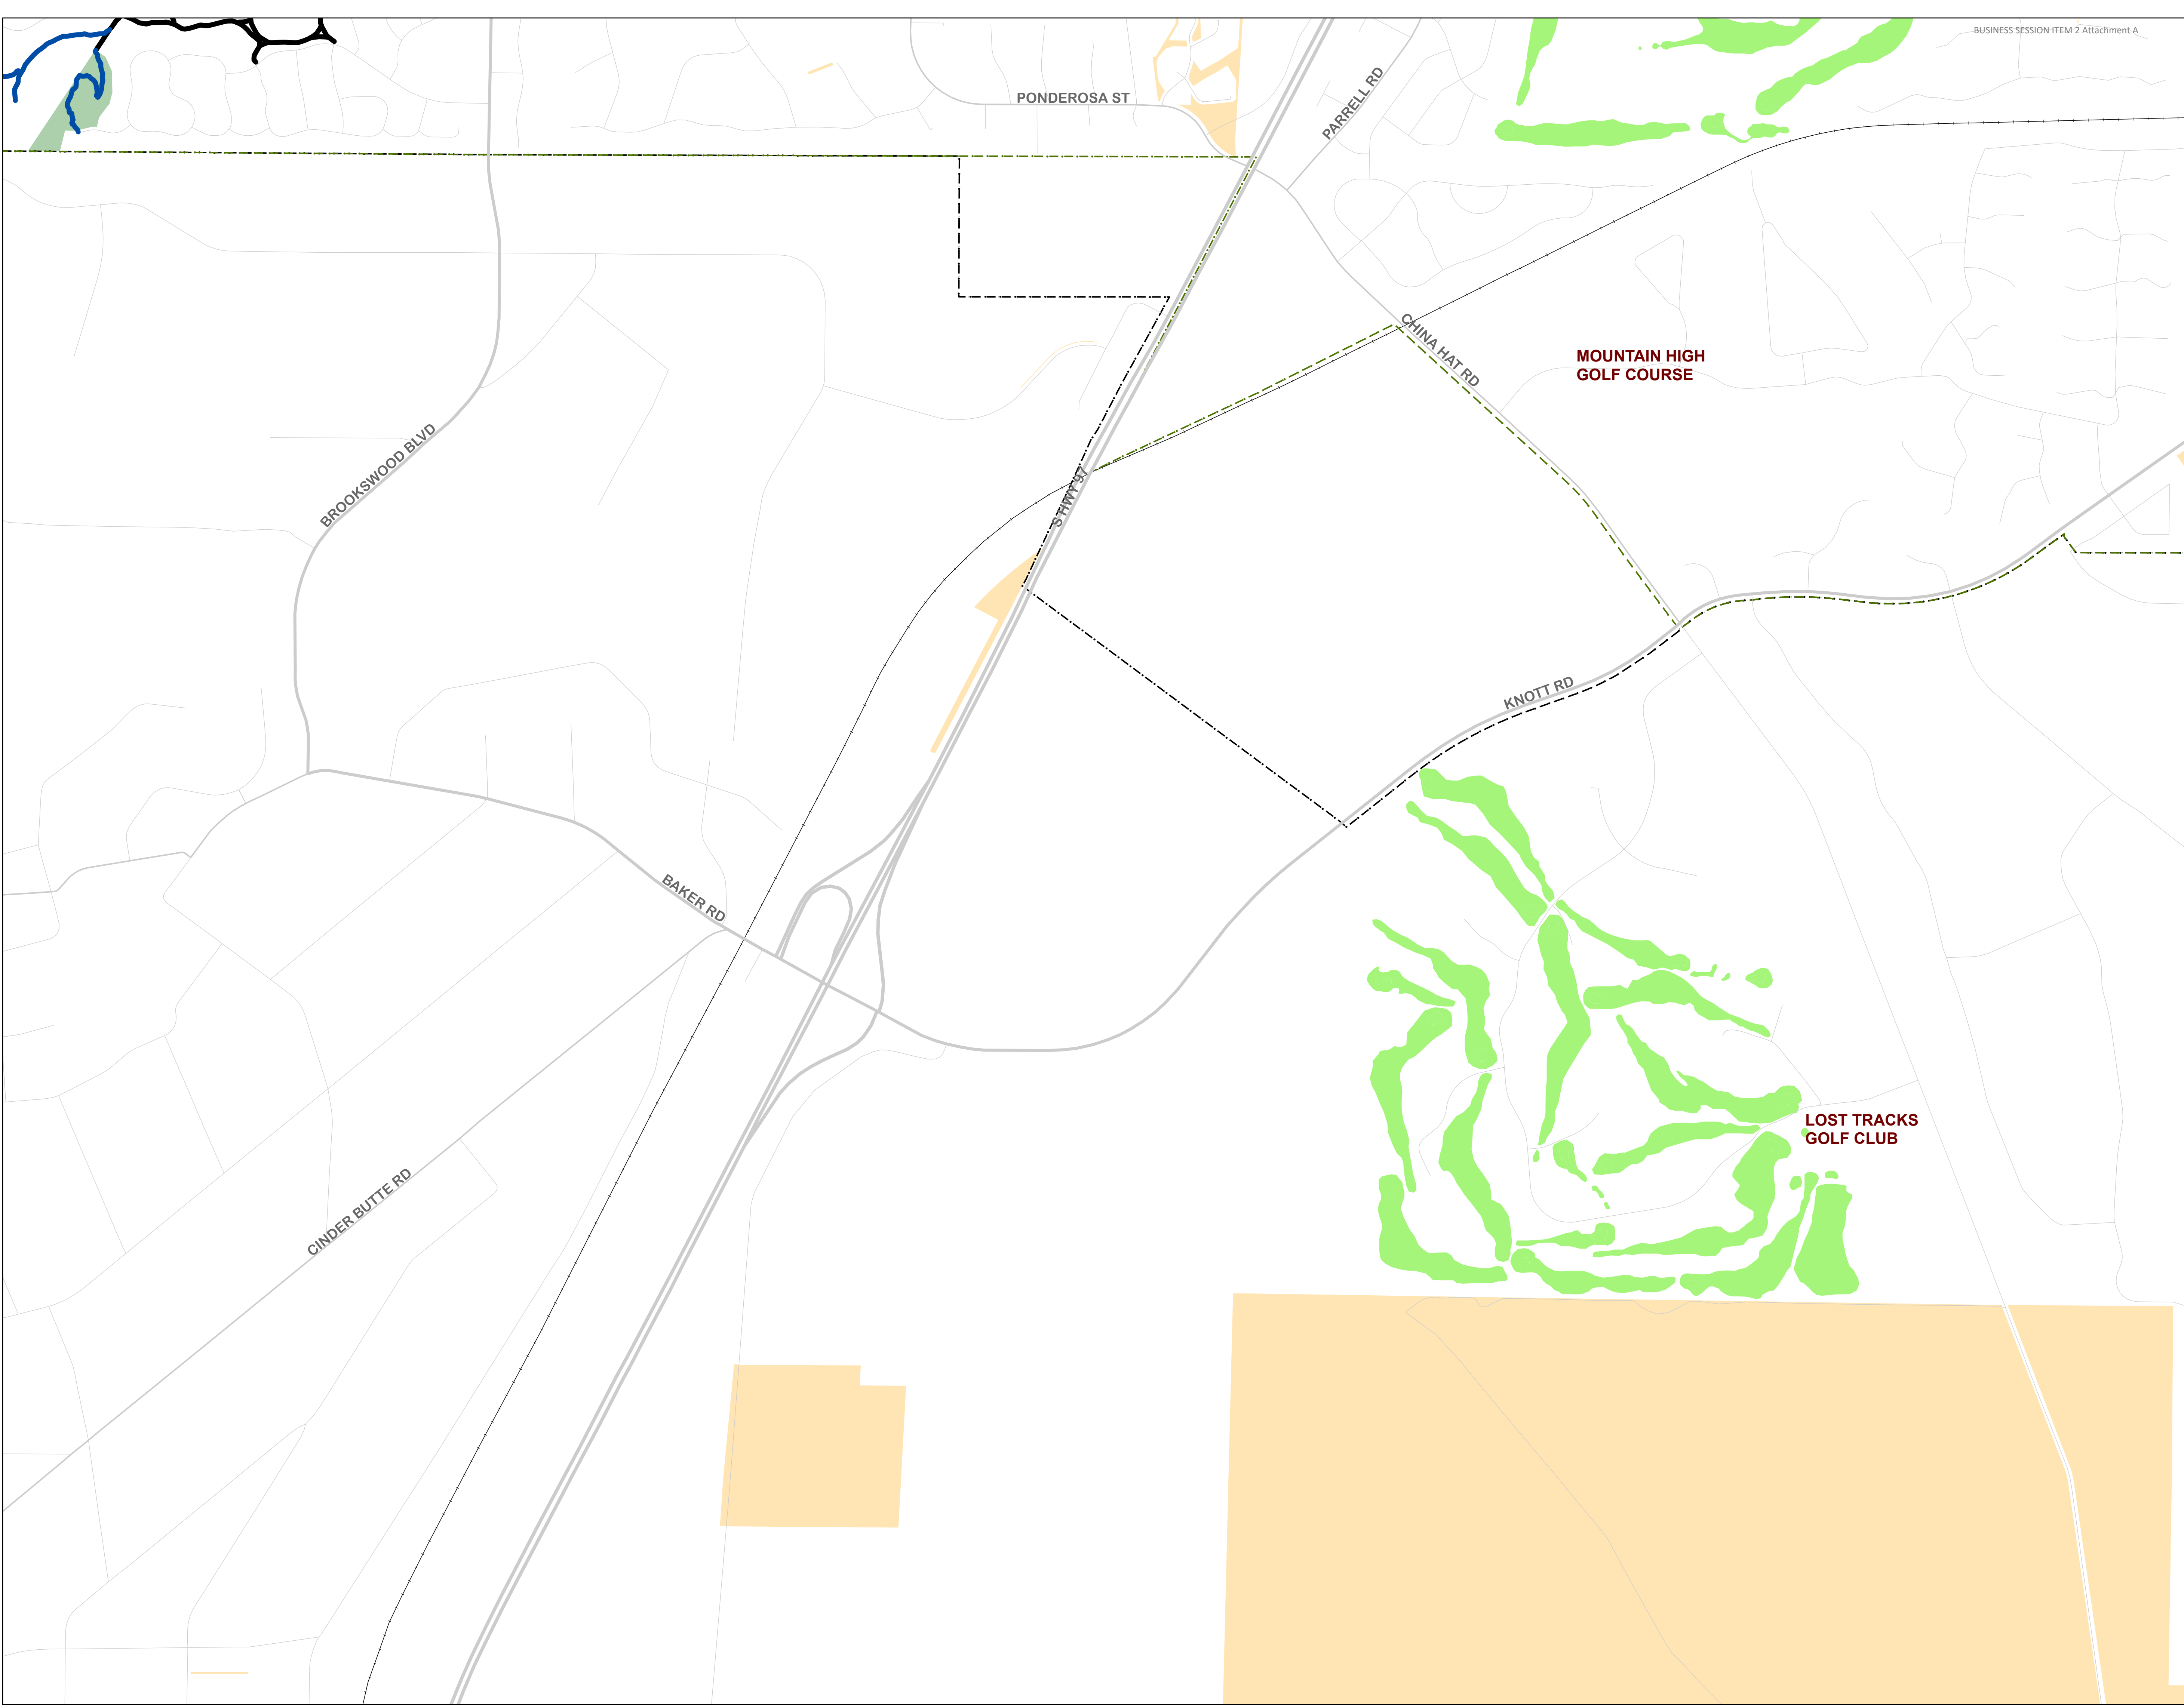 BUSINESS SESSION ITEM 2 Attachment A
PONDEROSA ST
PARRELL RD
CHINA HAT RD
MOUNTAIN HIGH
GOLF COURSE
BROOKSWOOD BLVD
S HWY 97
KNOTT RD
BAKER RD
LOST TRACKS
GOLF CLUB
CINDER BUTTE RD